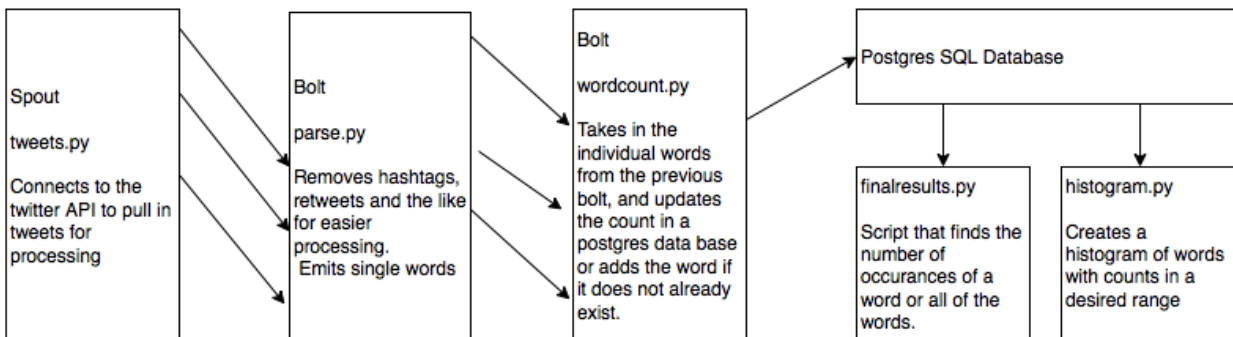 Spout
tweets.py
Connects to the
twitter API to pull in
tweets for
processing
Bolt
parse.py
Removes hashtags,
retweets and the like
for easier
processing.
Emits single words
Bolt
wordcount.py
Takes in the
individual words
from the previous
bolt, and updates
the count in a
postgres data base
or adds the word if
it does not already
exist.
Postgres SQL Database
finalresults.py
Script that finds the
number of
occurances of a
word or all of the
words.
histogram.py
Creates a
histogram of words
with counts in a
desired range